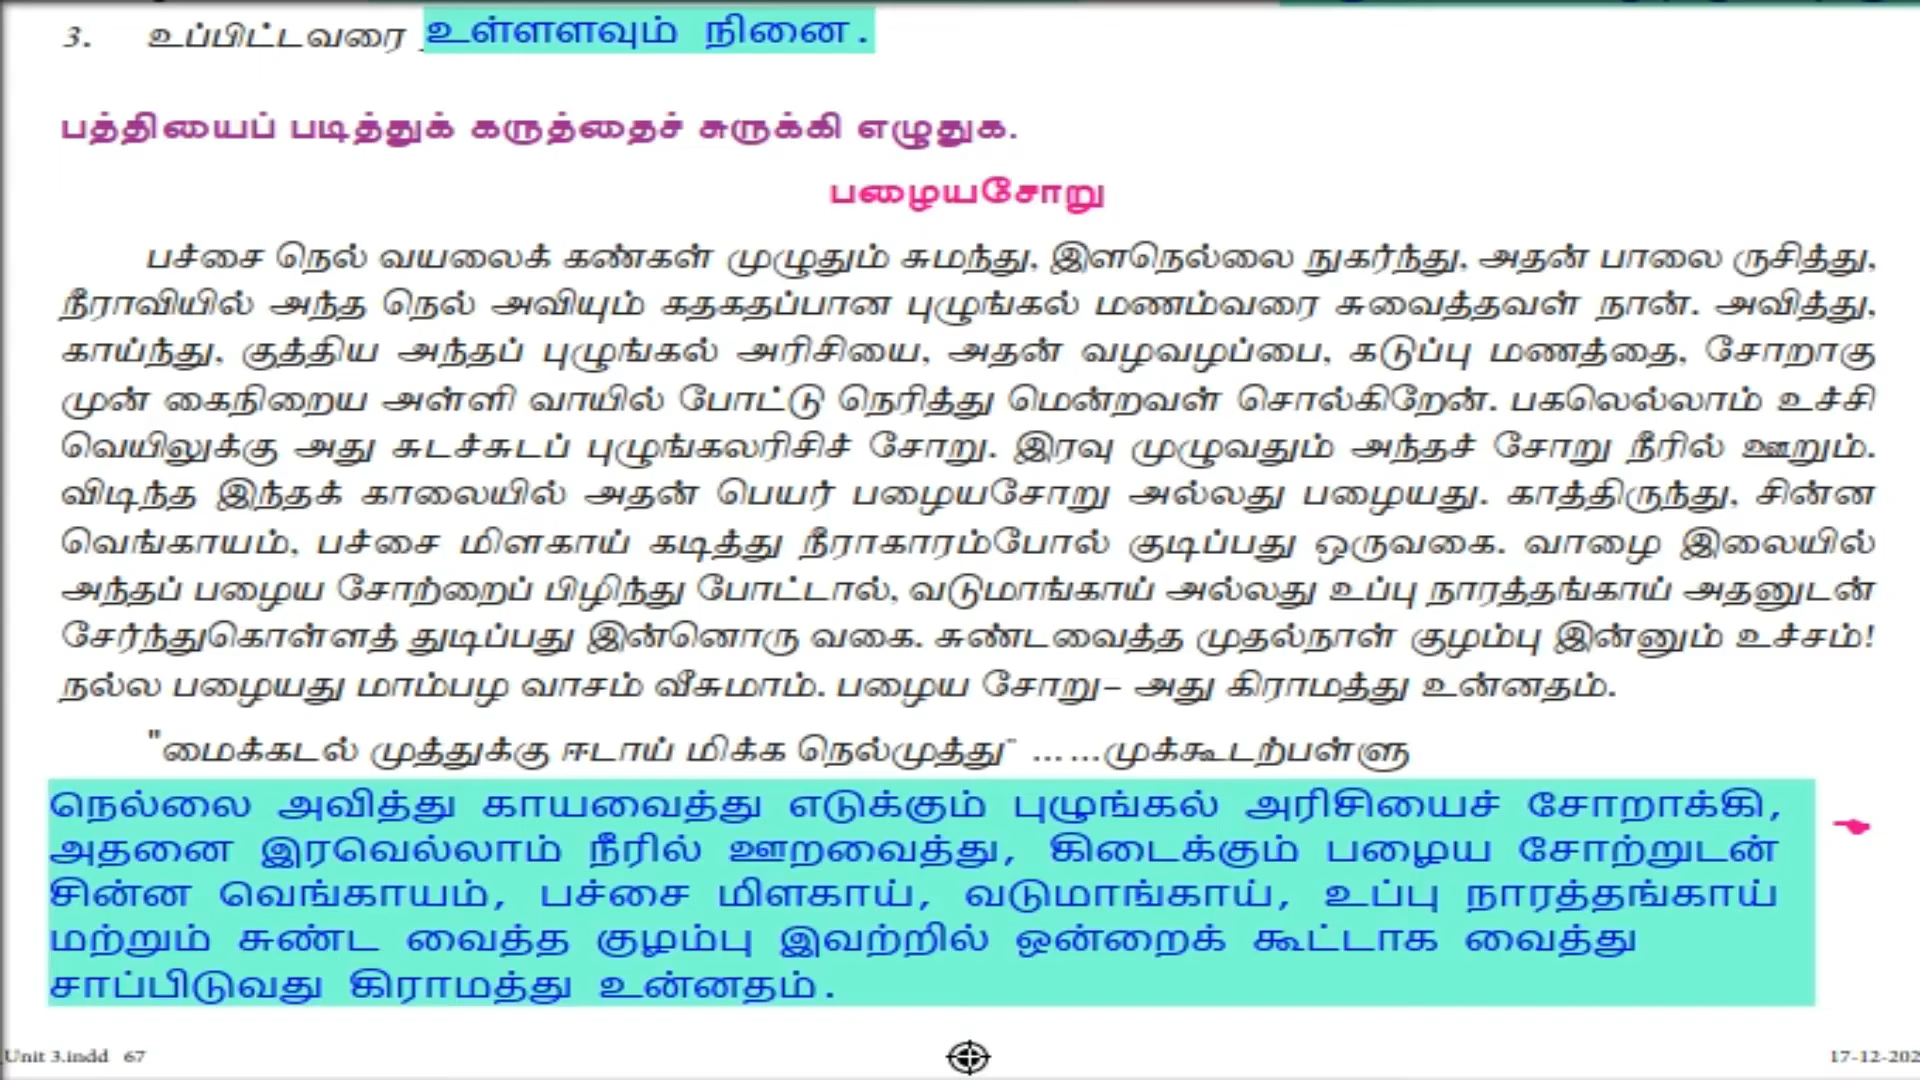 3. உப்பிட்டவரை உள்ளளவும் நினை.
பத்தியைப் படித்துக் கருத்தைச் சுருக்கி எழுதுக.
பழையசோறு
பச்சை நெல் வயலைக் கண்கள் முழுதும் சுமந்து, இளநெல்லை நுகர்ந்து, அதன் பாலை ருசித்து,
நீராவியில் அந்த நெல் அவியும் கதகதப்பான புழுங்கல் மணம்வரை சுவைத்தவள் நான். அவித்து,
காய்ந்து, குத்திய அந்தப் புழுங்கல் அரிசியை, அதன் வழவழப்பை, கடுப்பு மணத்தை, சோறாகு
முன் கைநிறைய அள்ளி வாயில் போட்டு நெரித்து மென்றவள் சொல்கிறேன். பகலெல்லாம் உச்சி
வெயிலுக்கு அது சுடச்சுடப் புழுங்கலரிசிச் சோறு. இரவு முழுவதும் அந்தச் சோறு நீரில் ஊறும்.
விடிந்த இந்தக் காலையில் அதன் பெயர் பழையசோறு அல்லது பழையது. காத்திருந்து, சின்ன
வெங்காயம், பச்சை மிளகாய் கடித்து நீராகாரம்போல் குடிப்பது ஒருவகை. வாழை இலையில்
அந்தப் பழைய சோற்றைப் பிழிந்து போட்டால், வடுமாங்காய் அல்லது உப்பு நாரத்தங்காய் அதனுடன்
சேர்ந்துகொள்ளத் துடிப்பது இன்னொரு வகை. சுண்டவைத்த முதல்நாள் குழம்பு இன்னும் உச்சம்!
நல்ல பழையது மாம்பழ வாசம் வீசுமாம். பழைய சோறு– அது கிராமத்து உன்னதம்.
"மைக்கடல் முத்துக்கு ஈடாய் மிக்க நெல்முத்து" ... ...முக்கூடற்பள்ளு
நெல்லை அவித்து காயவைத்து எடுக்கும் புழுங்கல் அரிசியைச் சோறாக்கி,
அதனை இரவெல்லாம் நீரில் ஊறவைத்து, கிடைக்கும் பழைய சோற்றுடன்
சின்ன வெங்காயம், பச்சை மிளகாய், வடுமாங்காய், உப்பு நாரத்தங்காய்
மற்றும் சுண்ட வைத்த குழம்பு இவற்றில் ஒன்றைக் கூட்டாக வைத்து
சாப்பிடுவது கிராமத்து உன்னதம்.
Unit 3.indd 67
17-12-202